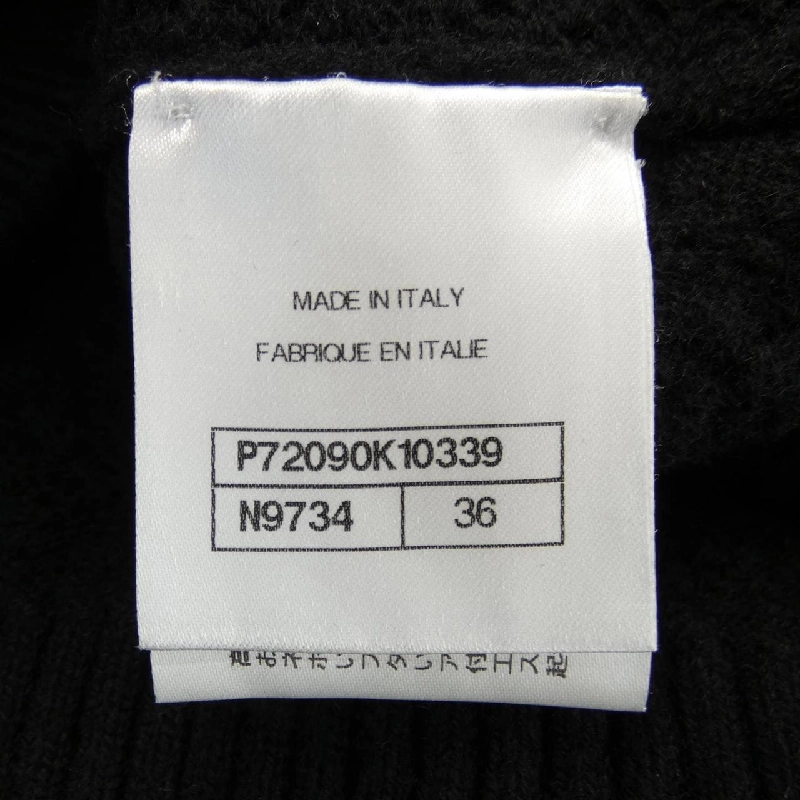 MADE IN ITALY
FABRIQUE EN ITALIE
P72090K10339
N9734 36